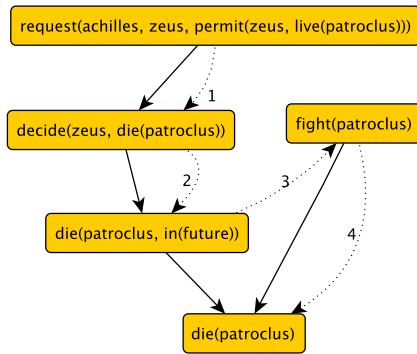 request(achilles, zeus, permit(zeus, live(patroclus)))
1
decide(zeus, die(patroclus))
fight(patroclus)
2
3
die(patroclus, in(future))
4
die(patroclus)